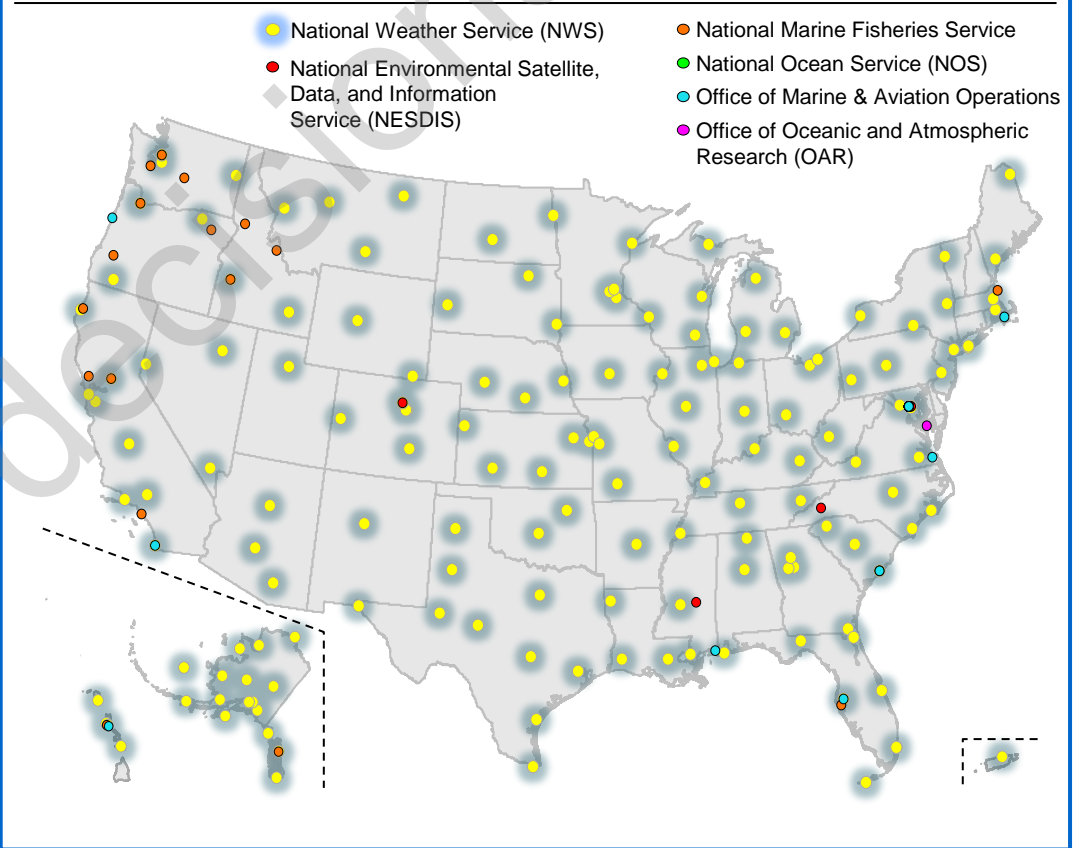 National Weather Service (NWS)
National Environmental Satellite,
Data, and Information
Service (NESDIS)
National Marine Fisheries Service
National Ocean Service (NOS)
Office of Marine & Aviation Operations
Office of Oceanic and Atmospheric
Research (OAR)
decision